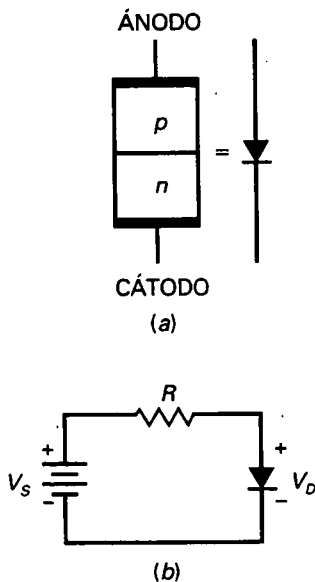 ÁNODO
p
=
n
CÁTODO
(a)
R
+ +
V_S V_D
- -
(b)